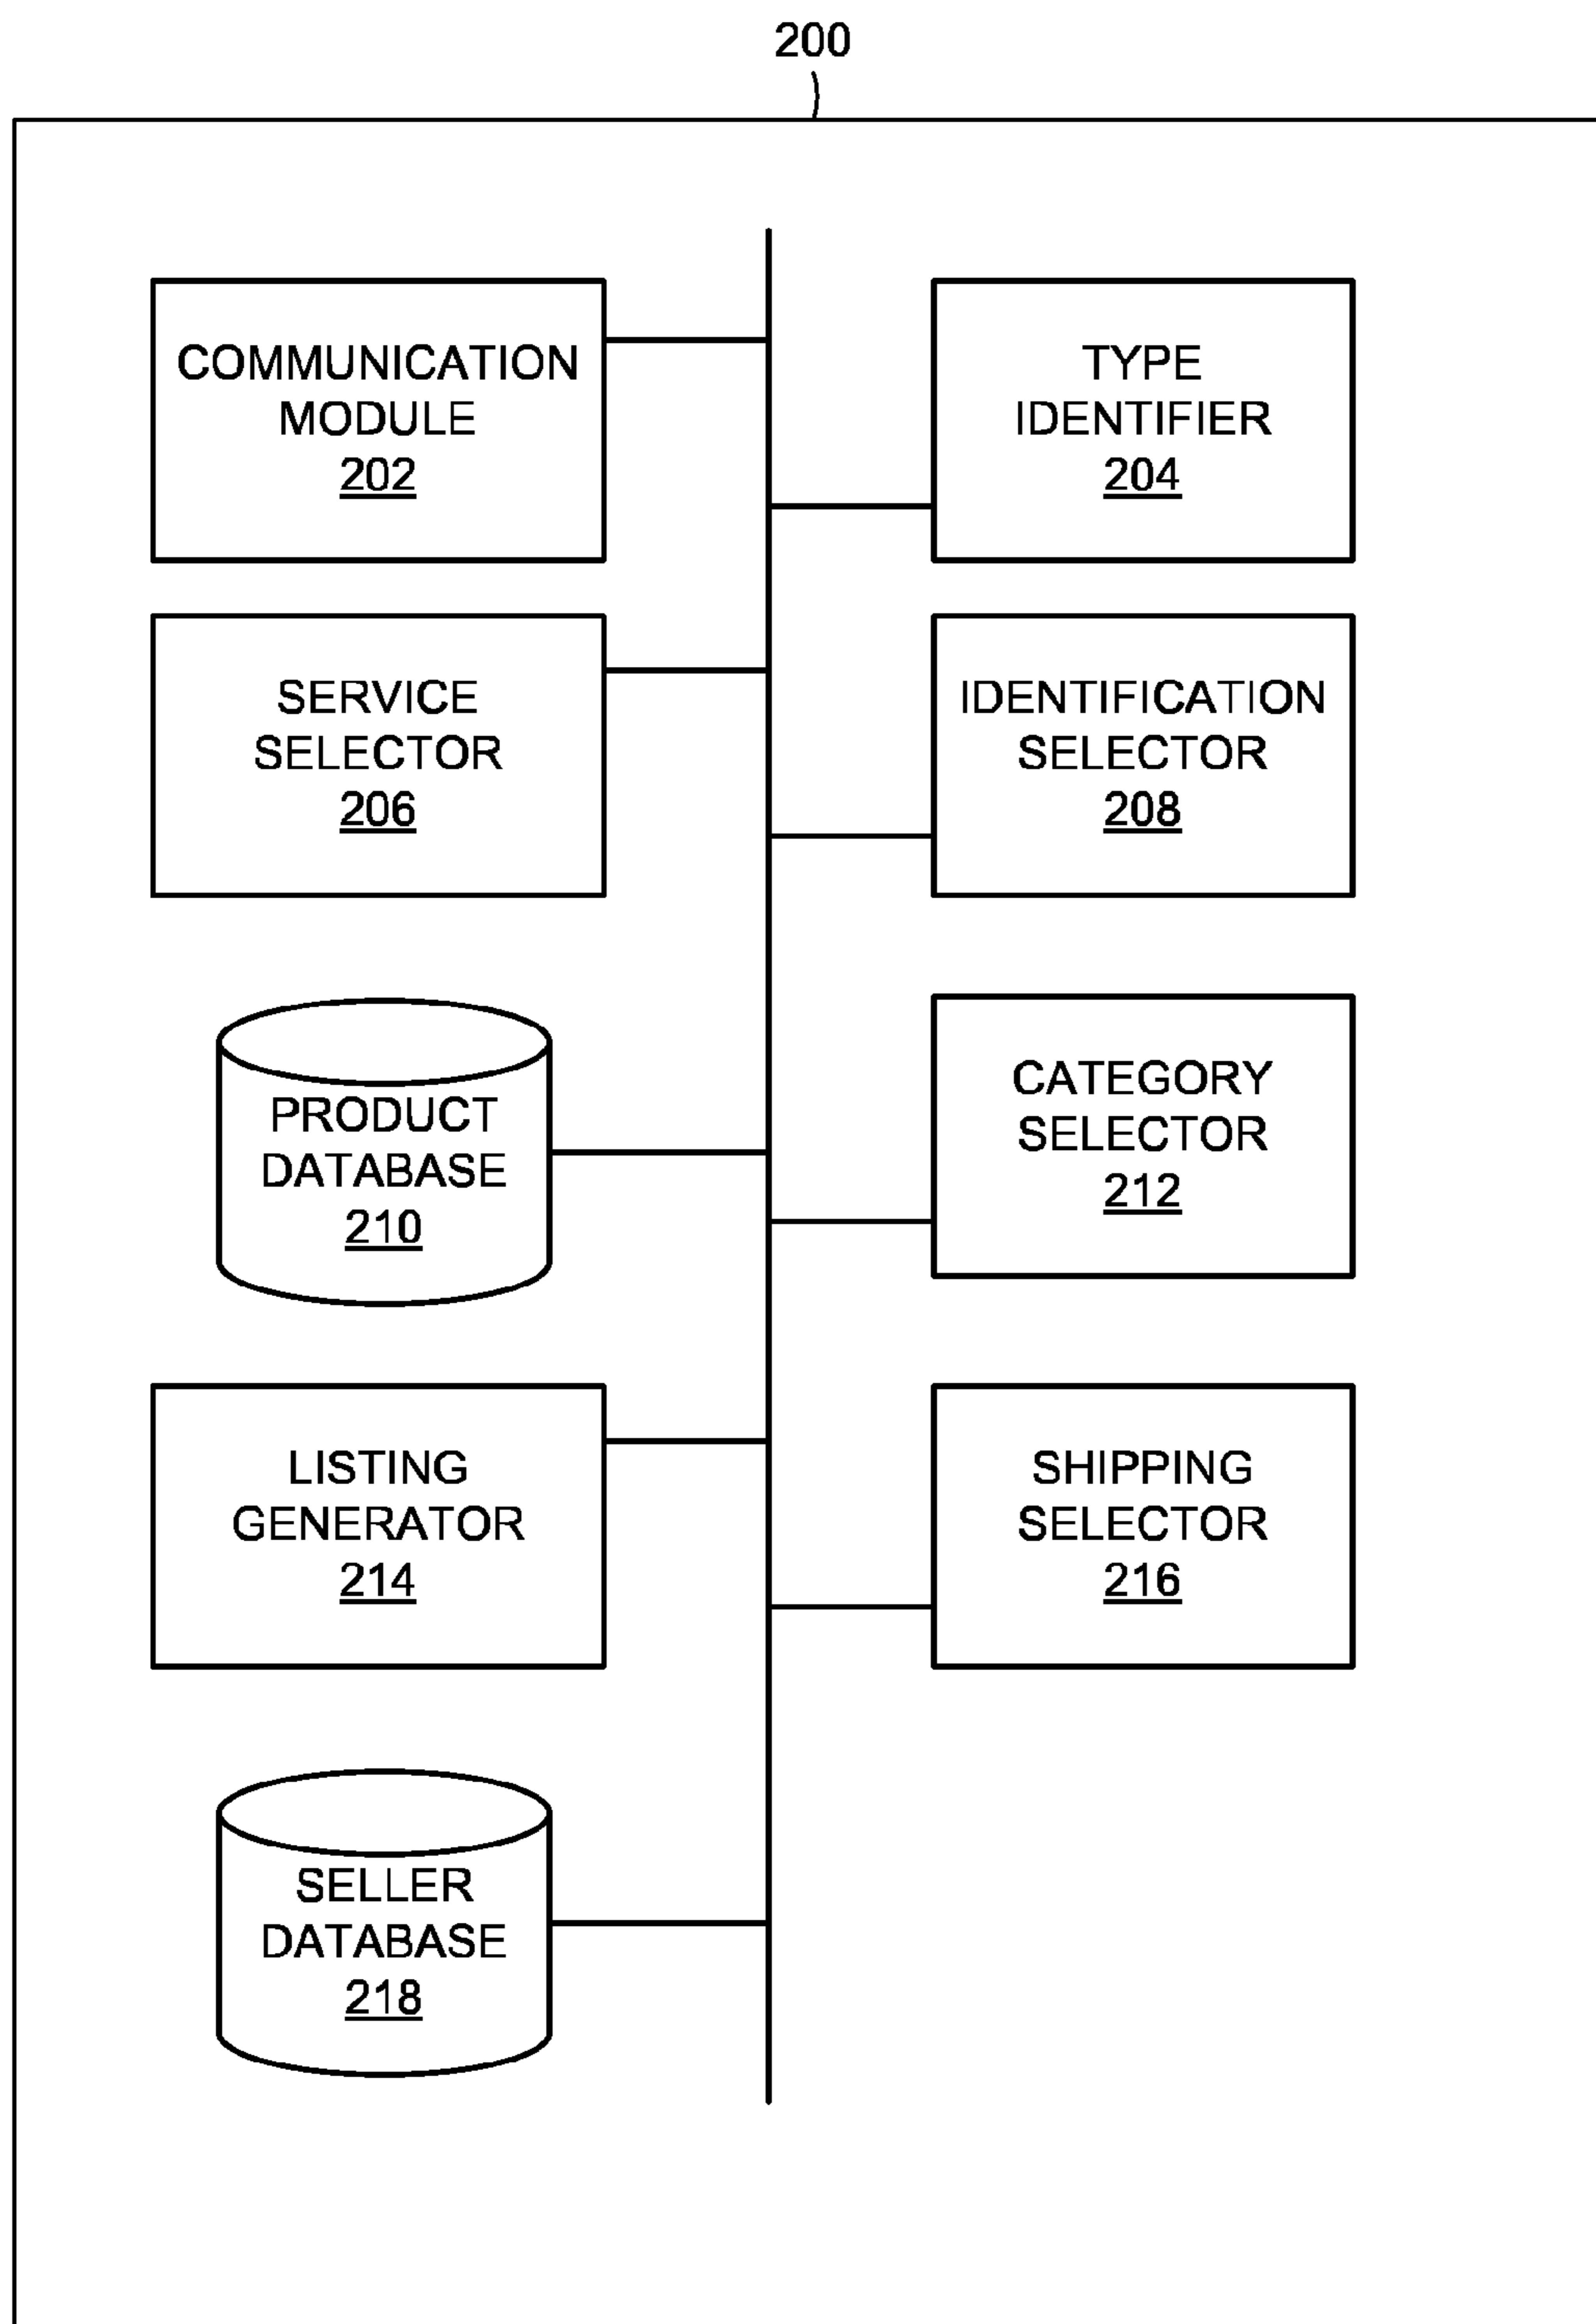 200
COMMUNICATION
MODULE
202
TYPE
IDENTIFIER
204
SERVICE
SELECTOR
206
IDENTIFICATION
SELECTOR
208
PRODUCT
DATABASE
210
CATEGORY
SELECTOR
212
LISTING
GENERATOR
214
SHIPPING
SELECTOR
216
SELLER
DATABASE
218